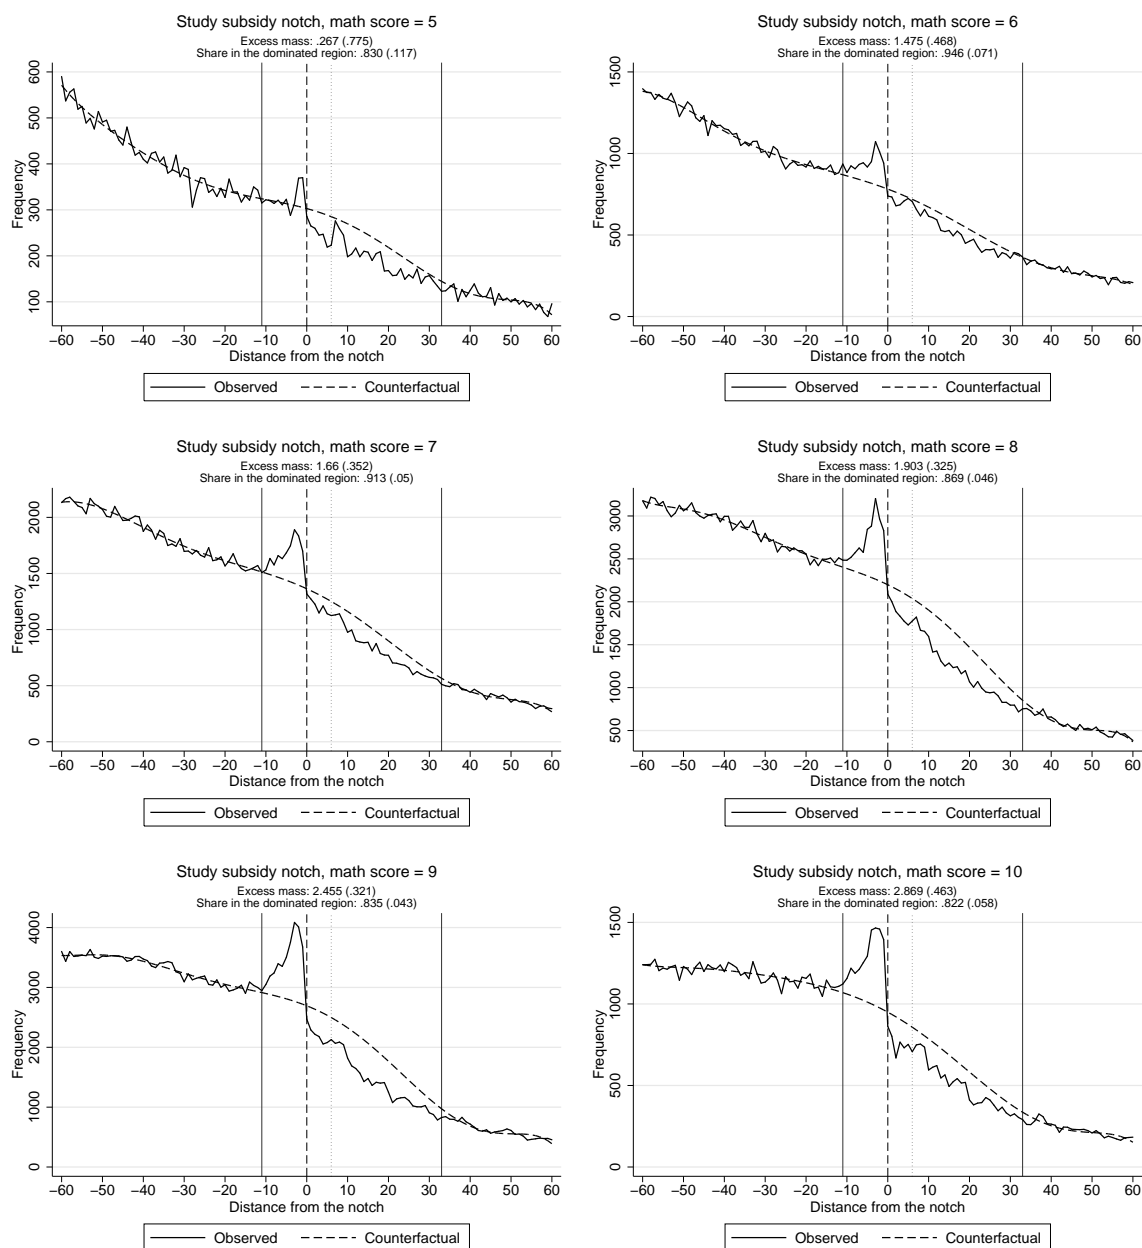 Study subsidy notch, math score = 5
Excess mass: .267 (.775)
Share in the dominated region: .830 (.117)
Frequency
600
500
400
300
200
100
−60 −50 −40 −30 −20 −10 0 10 20 30 40 50 60
Distance from the notch
Observed Counterfactual
Study subsidy notch, math score = 6
Excess mass: 1.475 (.468)
Share in the dominated region: .946 (.071)
Frequency
1500
1000
500
0
−60 −50 −40 −30 −20 −10 0 10 20 30 40 50 60
Distance from the notch
Observed Counterfactual
Study subsidy notch, math score = 7
Excess mass: 1.66 (.352)
Share in the dominated region: .913 (.05)
Frequency
2000
1500
1000
500
0
−60 −50 −40 −30 −20 −10 0 10 20 30 40 50 60
Distance from the notch
Observed Counterfactual
Study subsidy notch, math score = 8
Excess mass: 1.903 (.325)
Share in the dominated region: .869 (.046)
Frequency
3000
2500
2000
1500
1000
500
−60 −50 −40 −30 −20 −10 0 10 20 30 40 50 60
Distance from the notch
Observed Counterfactual
Study subsidy notch, math score = 9
Excess mass: 2.455 (.321)
Share in the dominated region: .835 (.043)
Frequency
4000
3000
2000
1000
0
−60 −50 −40 −30 −20 −10 0 10 20 30 40 50 60
Distance from the notch
Observed Counterfactual
Study subsidy notch, math score = 10
Excess mass: 2.869 (.463)
Share in the dominated region: .822 (.058)
Frequency
1500
1000
500
0
−60 −50 −40 −30 −20 −10 0 10 20 30 40 50 60
Distance from the notch
Observed Counterfactual